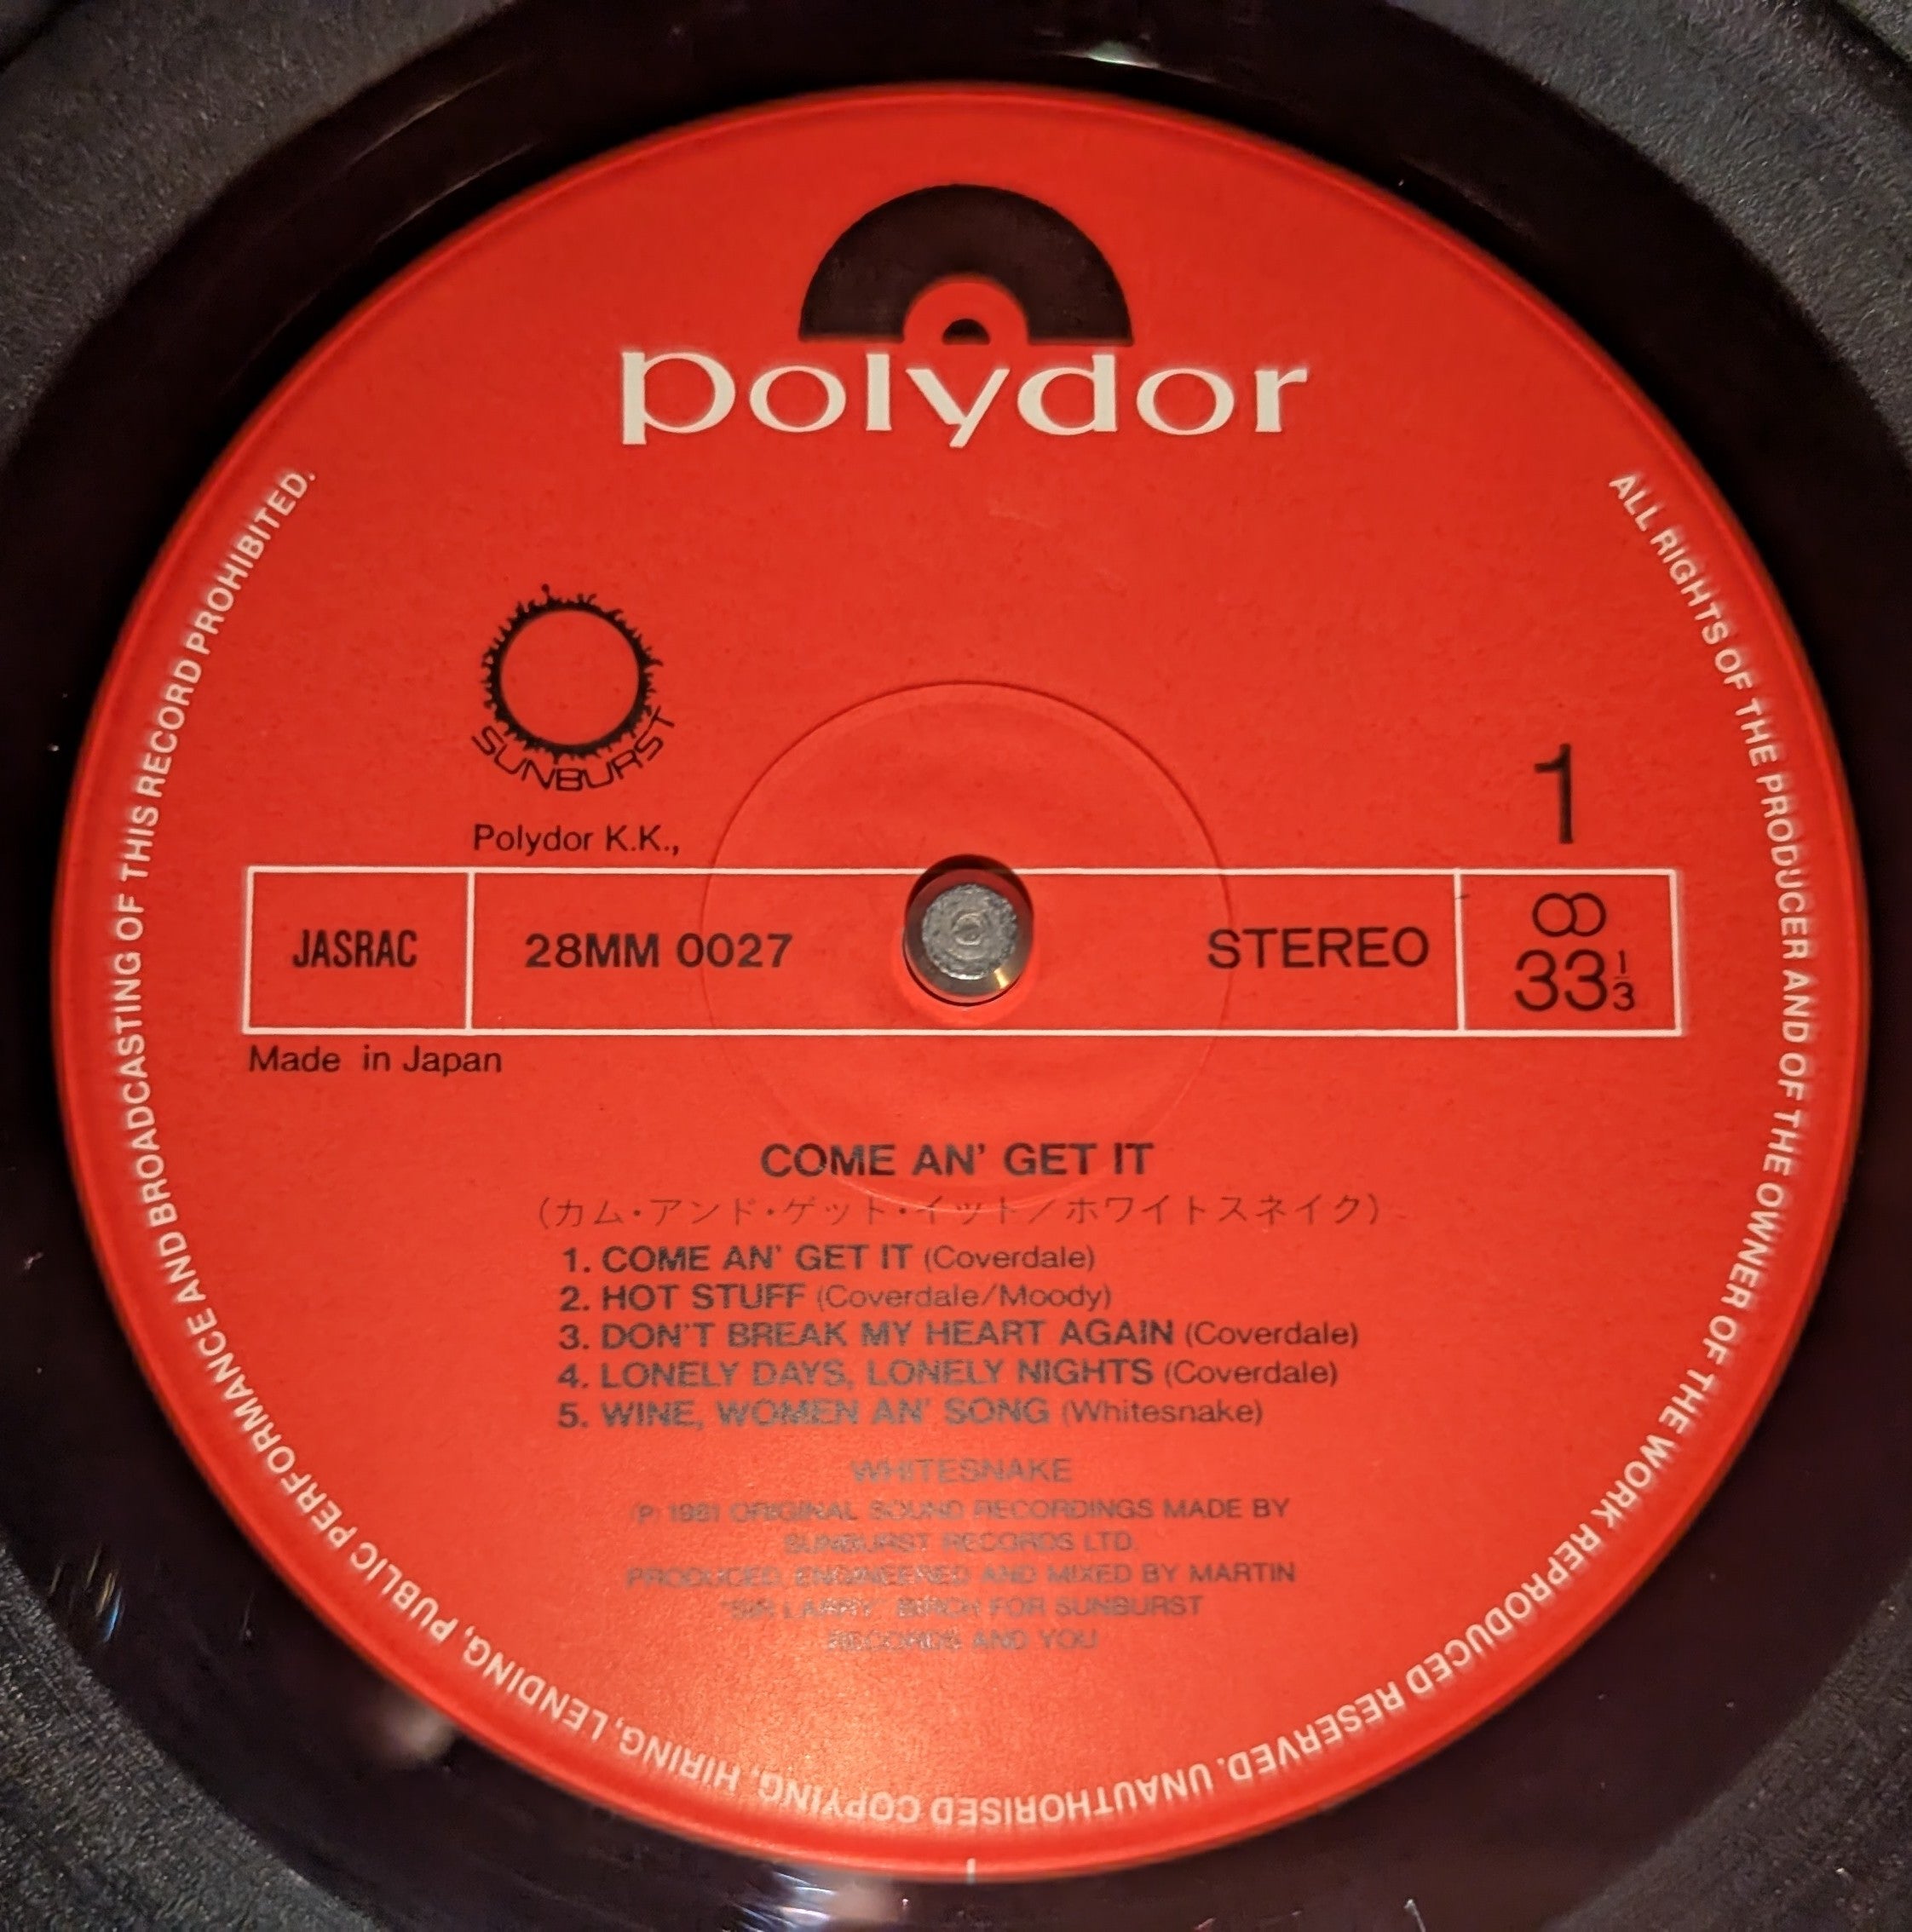 polydor
SUNBURST
Polydor K.K.,
1
JASRAC
28MM 0027
STEREO
33 1/3
Made in Japan
COME AN' GET IT
(カム・アンド・ゲット・イット/ホワイトスネイク)
1. COME AN' GET IT (Coverdale)
2. HOT STUFF (Coverdale/Moody)
3. DON'T BREAK MY HEART AGAIN (Coverdale)
4. LONELY DAYS, LONELY NIGHTS (Coverdale)
5. WINE, WOMEN AN' SONG (Whitesnake)
WHITESNAKE
(P) 1981 ORIGINAL SOUND RECORDINGS MADE BY
SUNBURST RECORDS LTD.
PRODUCED, ENGINEERED AND MIXED BY MARTIN
"SIR LARRY" BIRCH FOR SUNBURST
RECORDS AND YOU
ALL RIGHTS OF THE PRODUCER AND OF THE OWNER OF THE WORK REPRODUCED RESERVED. UNAUTHORISED COPYING, HIRING, LENDING, PUBLIC PERFORMANCE AND BROADCASTING OF THIS RECORD PROHIBITED.